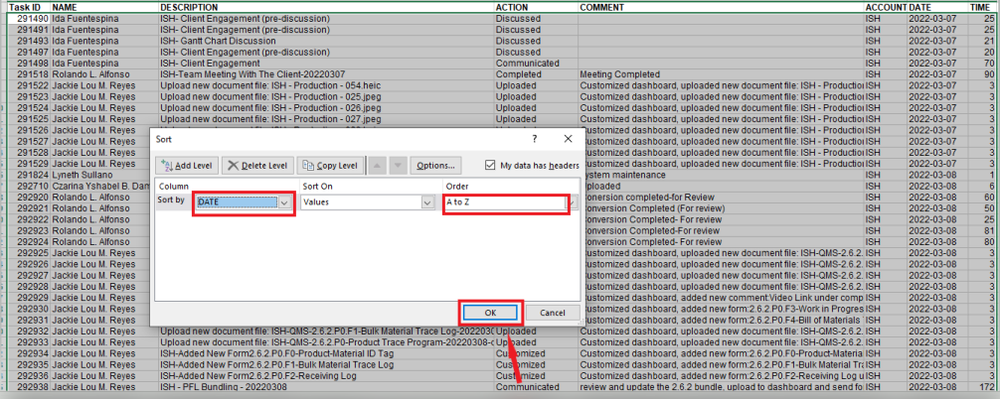 Task ID NAME DESCRIPTION ACTION COMMENT ACCOUNT DATE TIME
291490 Ida Fuentespina ISH- Client Engagement (pre-discussion) Discussed ISH 2022-03-07 25
291491 Ida Fuentespina ISH- Client Engagement (pre-discussion) Discussed ISH 2022-03-07 25
291493 Ida Fuentespina ISH- Gantt Chart Discussion Discussed ISH 2022-03-07 21
291497 Ida Fuentespina ISH- Client Engagement (pre-discussion) Discussed ISH 2022-03-07 20
291498 Ida Fuentespina ISH- Client Engagement Communicated ISH 2022-03-07 70
291518 Rolando L. Alfonso ISH-Team Meeting With The Client-20220307 Completed Meeting Completed ISH 2022-03-07 90
291522 Jackie Lou M. Reyes Upload new document file: ISH - Production - 054.heic Uploaded Customized dashboard, uploaded new document file: ISH - Production ISH 2022-03-07 3
291523 Jackie Lou M. Reyes Upload new document file: ISH - Production - 025.jpeg Uploaded Customized dashboard, uploaded new document file: ISH - Production ISH 2022-03-07 3
291524 Jackie Lou M. Reyes Upload new document file: ISH - Production - 026.jpeg Uploaded Customized dashboard, uploaded new document file: ISH - Production ISH 2022-03-07 3
291525 Jackie Lou M. Reyes Upload new document file: ISH - Production - 027.jpeg Uploaded Customized dashboard, uploaded new document file: ISH - Production ISH 2022-03-07 3
291526 Jackie Lou M. Reyes Customized dashboard, uploaded new document file: ISH - Production ISH 2022-03-07 3
291527 Jackie Lou M. Reyes ustomized dashboard, uploaded new document file: ISH - Production ISH 2022-03-07 3
291528 Jackie Lou M. Reyes ustomized dashboard, uploaded new document file: ISH - Production ISH 2022-03-07 3
291529 Jackie Lou M. Reyes ustomized dashboard, uploaded new document file: ISH - Production ISH 2022-03-07 3
291824 Lyneth Sullano ystem maintenance ISH 2022-03-08 1
292710 Czarina Yshabel B. Dam ploaded ISH 2022-03-08 6
292920 Rolando L. Alfonso onersion completed-for Review ISH 2022-03-08 60
292921 Rolando L. Alfonso onversion Completed (For review) ISH 2022-03-08 50
292922 Rolando L. Alfonso onversion Completed- For review ISH 2022-03-08 25
292923 Rolando L. Alfonso onversion Completed-For review ISH 2022-03-08 81
292924 Rolando L. Alfonso onversion Completed- For review ISH 2022-03-08 80
292925 Jackie Lou M. Reyes ustomized dashboard, uploaded new document file: ISH-QMS-2.6.2. ISH 2022-03-08 3
292926 Jackie Lou M. Reyes ustomized dashboard, uploaded new document file: ISH-QMS-2.6.2. ISH 2022-03-08 3
292928 Jackie Lou M. Reyes ustomized dashboard, uploaded new document file: ISH-QMS-2.6.2. ISH 2022-03-08 3
292929 Jackie Lou M. Reyes ustomized dashboard, added new comment:Video Link under comp ISH 2022-03-08 3
292930 Jackie Lou M. Reyes ustomized dashboard, added new form:2.6.2.P0.F3-Work in Progres ISH 2022-03-08 3
292931 Jackie Lou M. Reyes ustomized dashboard, added new form:2.6.2.P0.F4-Bill of Materials ISH 2022-03-08 3
292932 Jackie Lou M. Reyes Upload new document file: ISH-QMS-2.6.2.P0.F1-Bulk Material Trace Log-2022030 Uploaded Customized dashboard, uploaded new document file: ISH-QMS-2.6.2. ISH 2022-03-08 3
292933 Jackie Lou M. Reyes Upload new document file: ISH-QMS-2.6.2.P0-Product Trace Program-20220308-c Uploaded Customized dashboard, uploaded new document file: ISH-QMS-2.6.2. ISH 2022-03-08 3
292934 Jackie Lou M. Reyes ISH-Added New Form2.6.2.P0.F0-Product-Material ID Tag Customized Customized dashboard, added new form:2.6.2.P0.F0-Product-Materia ISH 2022-03-08 3
292935 Jackie Lou M. Reyes ISH-Added New Form2.6.2.P0.F1-Bulk Material Trace Log Customized Customized dashboard, added new form:2.6.2.P0.F1-Bulk Material Tra ISH 2022-03-08 3
292936 Jackie Lou M. Reyes ISH-Added New Form2.6.2.P0.F2-Receiving Log Customized Customized dashboard, added new form:2.6.2.P0.F2-Receiving Log u ISH 2022-03-08 3
292938 Jackie Lou M. Reyes ISH - PFL Bundling - 20220308 Communicated review and update the 2.6.2 bundle, upload to dashboard and send fo ISH 2022-03-08 172
Sort ? ×
Add Level Delete Level Copy Level Options... My data has headers
Column Sort On Order
Sort by DATE Values A to Z
OK Cancel